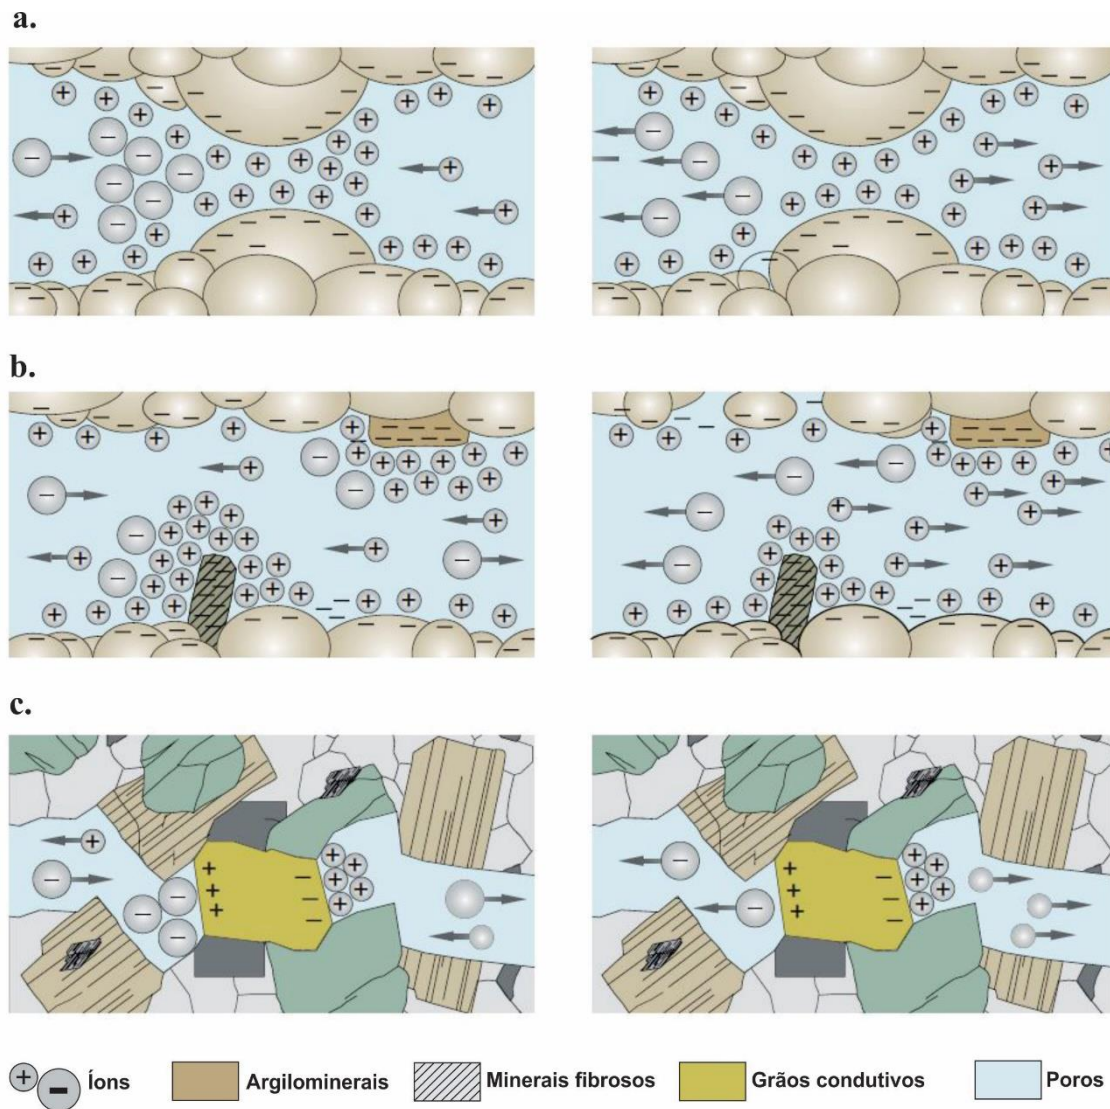 a.
b.
c.
Íons
Argilominerais
Minerais fibrosos
Grãos condutivos
Poros